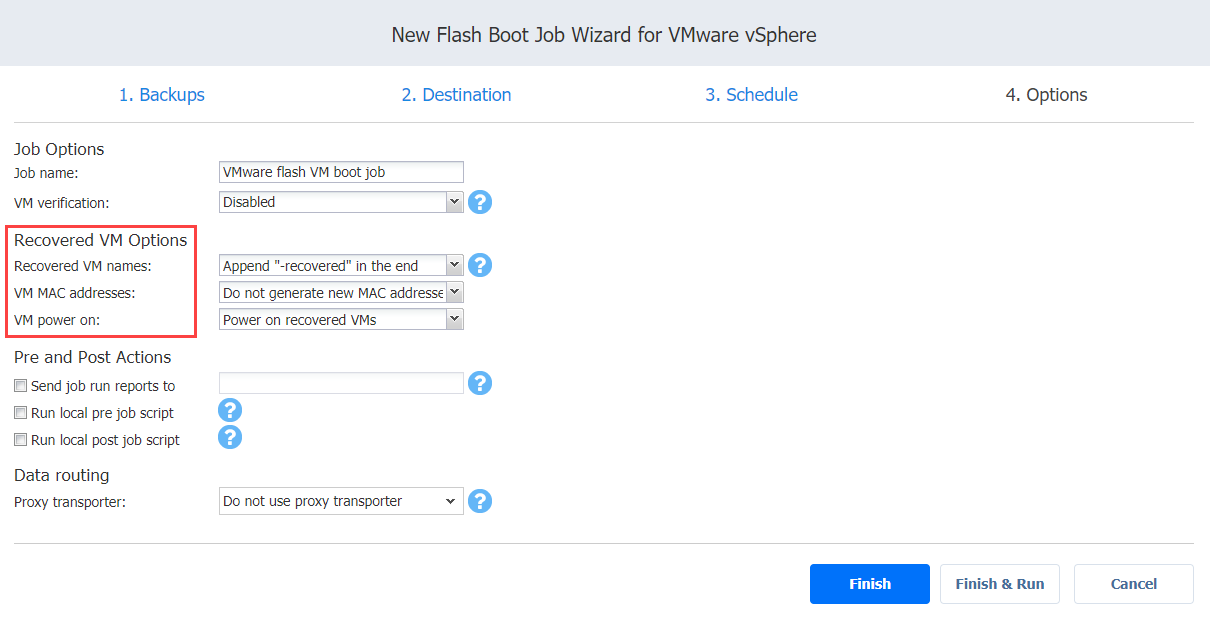 New Flash Boot Job Wizard for VMware vSphere
1. Backups 2. Destination 3. Schedule 4. Options
Job Options
Job name: VMware flash VM boot job
VM verification: Disabled ?
Recovered VM Options
Recovered VM names: Append "-recovered" in the end ?
VM MAC addresses: Do not generate new MAC addresse
VM power on: Power on recovered VMs
Pre and Post Actions
Send job run reports to ?
Run local pre job script ?
Run local post job script ?
Data routing
Proxy transporter: Do not use proxy transporter ?
Finish Finish & Run Cancel